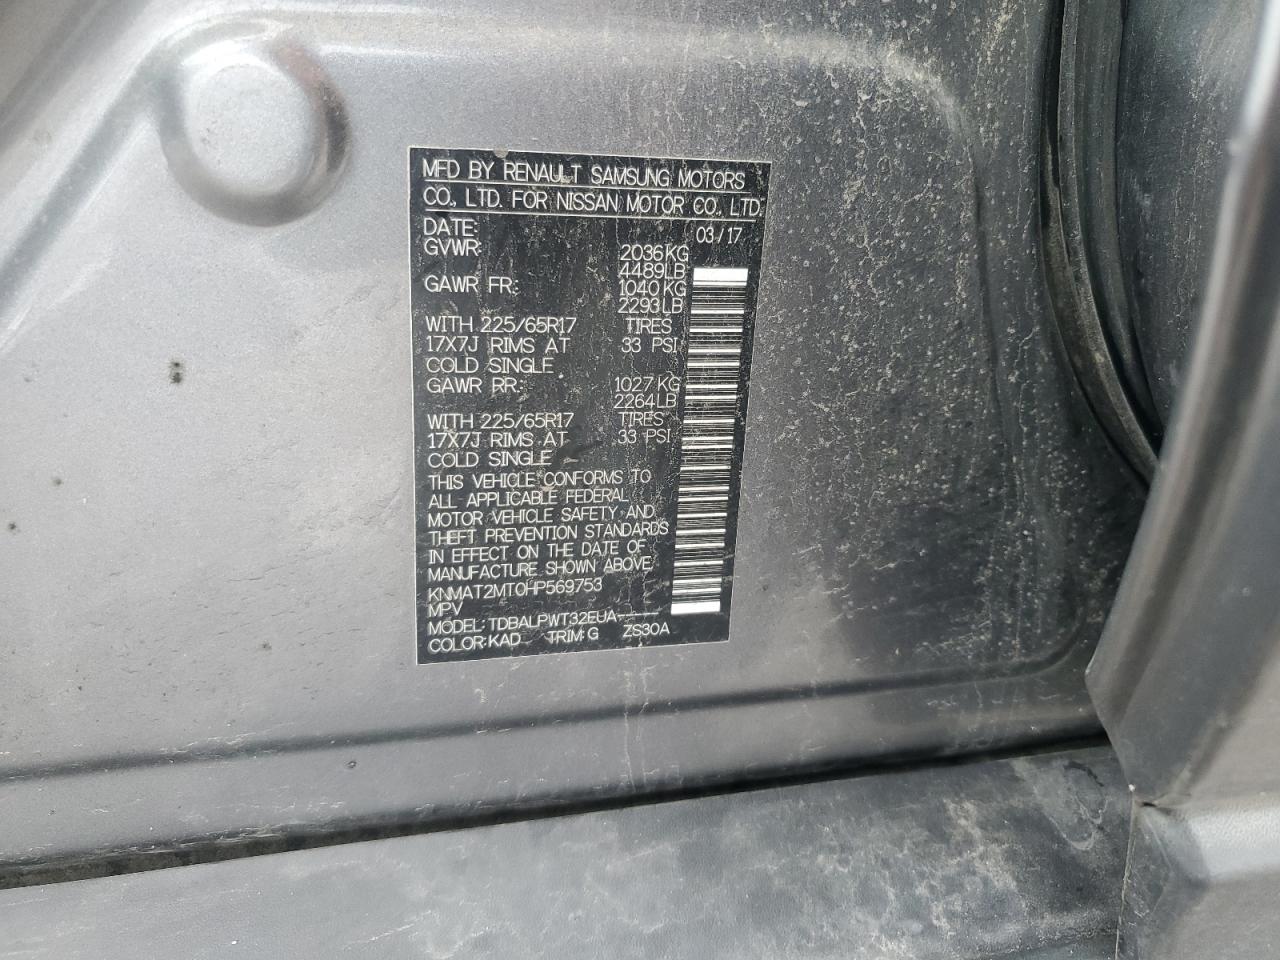 MFD BY RENAULT SAMSUNG MOTORS
CO., LTD. FOR NISSAN MOTOR CO., LTD.
DATE: 03/17
GVWR: 2036KG
4489LB
GAWR FR: 1040KG
2293LB
WITH 225/65R17 TIRES
17X7J RIMS AT 33 PSI
COLD SINGLE
GAWR RR: 1027KG
2264LB
WITH 225/65R17 TIRES
17X7J RIMS AT 33 PSI
COLD SINGLE
THIS VEHICLE CONFORMS TO
ALL APPLICABLE FEDERAL
MOTOR VEHICLE SAFETY AND
THEFT PREVENTION STANDARDS
IN EFFECT ON THE DATE OF
MANUFACTURE SHOWN ABOVE.
KNMAT2MT0HP569753
MPV
MODEL: TDBALPWT32EUA-----
COLOR: KAD TRIM: G ZS30A